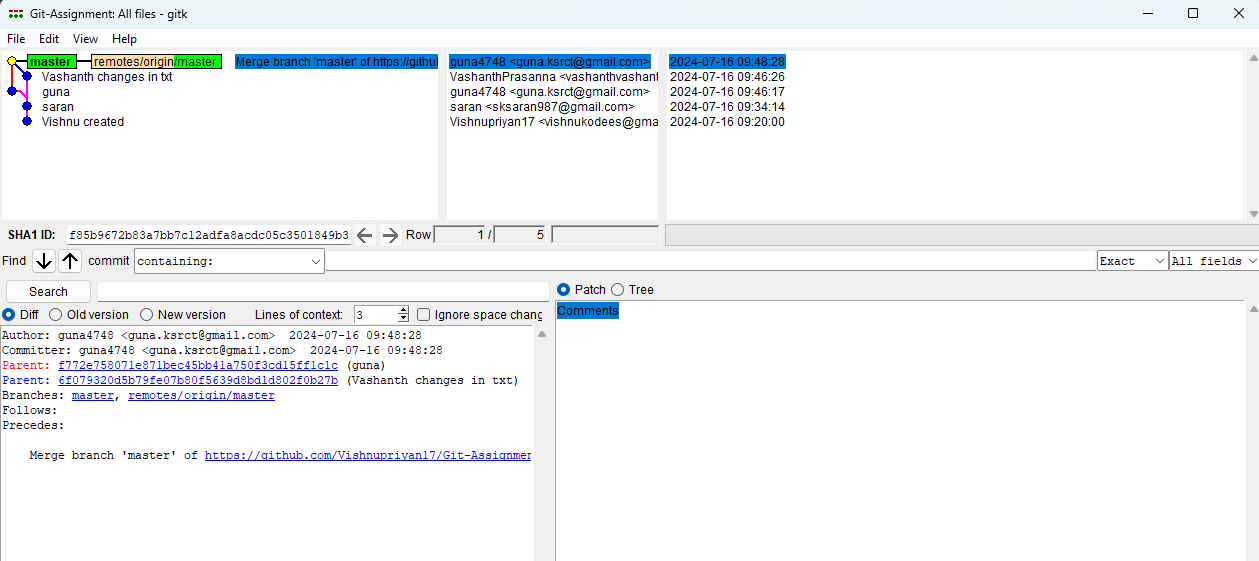 Git-Assignment: All files - gitk
File Edit View Help
master remotes/origin/master Merge branch 'master' of https://githu guna4748 <guna.ksrct@gmail.com> 2024-07-16 09:48:28
Vashanth changes in txt VashanthPrasanna <vashanthvashant 2024-07-16 09:46:26
guna guna4748 <guna.ksrct@gmail.com> 2024-07-16 09:46:17
saran saran <sksaran987@gmail.com> 2024-07-16 09:34:14
Vishnu created Vishnupriyan17 <vishnukodees@gma 2024-07-16 09:20:00
SHA1 ID: f85b9672b83a7bb7c12adfa8acdc05c3501849b3 Row 1 / 5
Find commit containing: Exact All fields
Search
Patch Tree
Diff Old version New version Lines of context: 3 Ignore space chang
Comments
Author: guna4748 <guna.ksrct@gmail.com> 2024-07-16 09:48:28
Committer: guna4748 <guna.ksrct@gmail.com> 2024-07-16 09:48:28
Parent: f772e758071e871bec45bb41a750f3cd15ff1c1c (guna)
Parent: 6f079320d5b79fe07b80f5639d8bd1d802f0b27b (Vashanth changes in txt)
Branches: master, remotes/origin/master
Follows:
Precedes:
Merge branch 'master' of https://github.com/Vishnupriyan17/Git-Assignmen